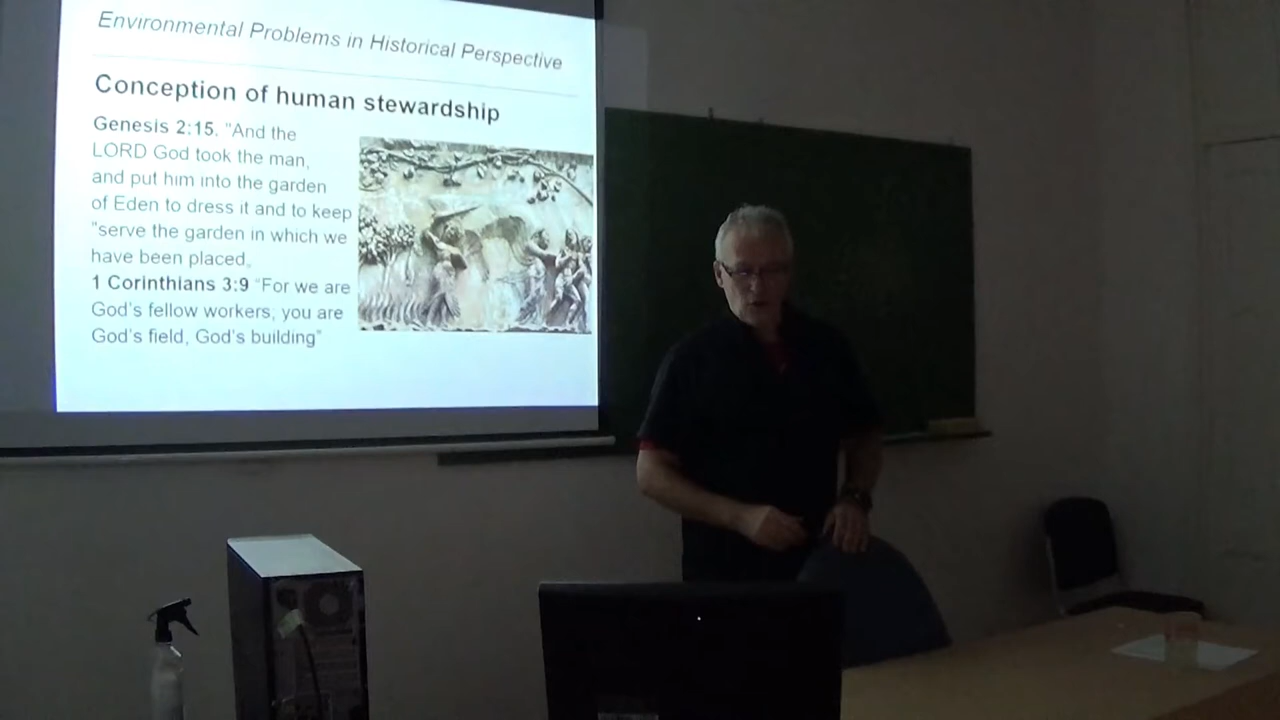 Environmental Problems in Historical Perspective
Conception of human stewardship
Genesis 2:15. "And the
LORD God took the man,
and put him into the garden
of Eden to dress it and to keep
"serve the garden in which we
have been placed.
1 Corinthians 3:9 "For we are
God's fellow workers, you are
God's field, God's building"